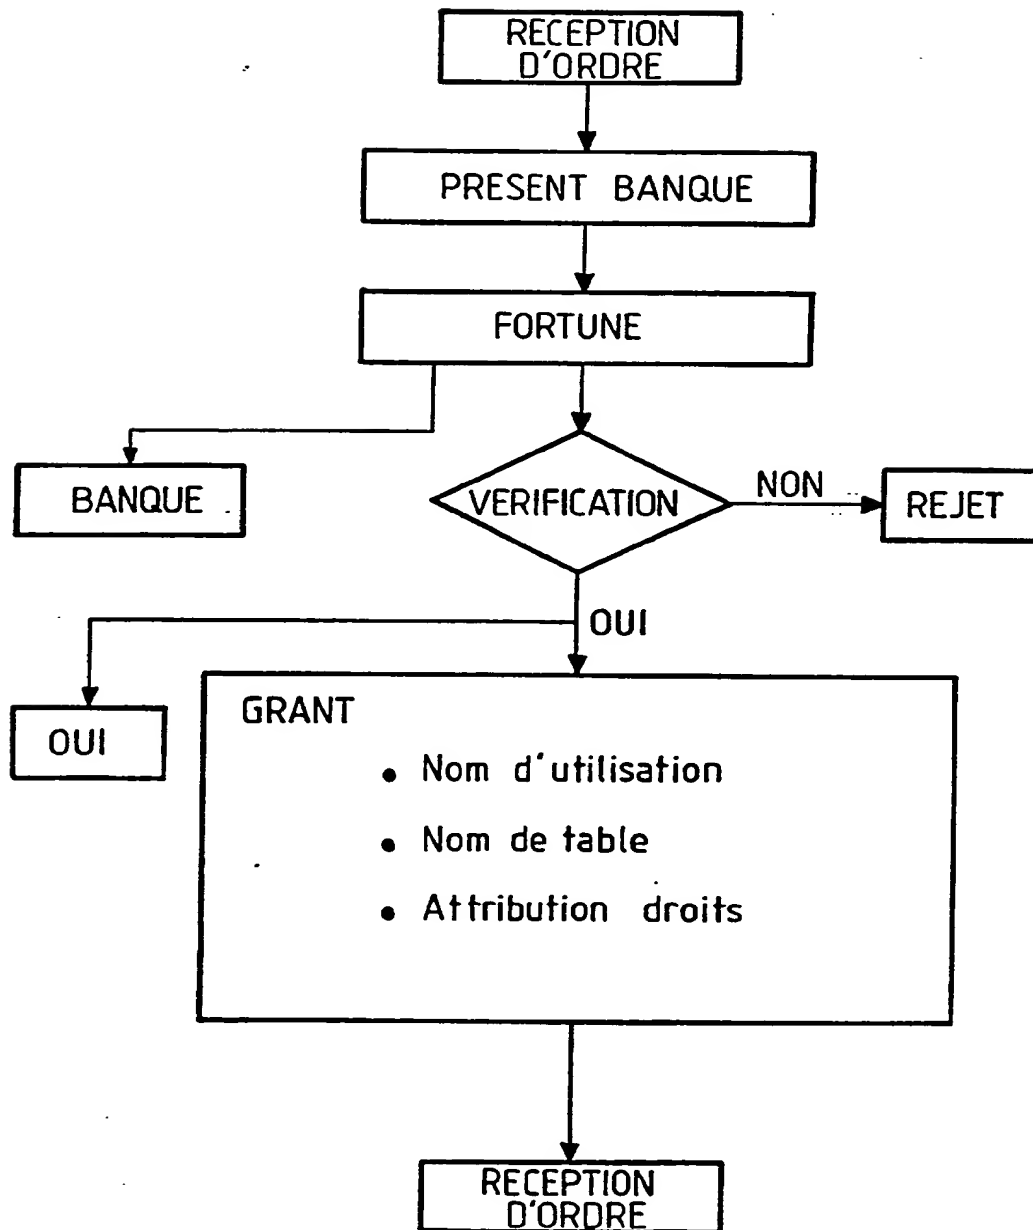 RECEPTION
D'ORDRE
PRESENT BANQUE
FORTUNE
BANQUE
VERIFICATION
NON
REJET
OUI
OUI
GRANT
• Nom d'utilisation
• Nom de table
• Attribution droits
RECEPTION
D'ORDRE